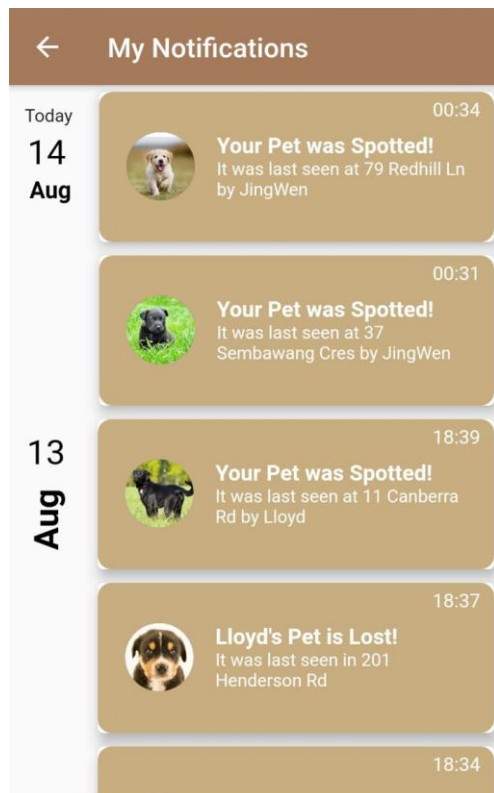 My Notifications
Today
14
Aug
00:34
Your Pet was Spotted!
It was last seen at 79 Redhill Ln
by JingWen
00:31
Your Pet was Spotted!
It was last seen at 37
Sembawang Cres by JingWen
13
Aug
18:39
Your Pet was Spotted!
It was last seen at 11 Canberra
Rd by Lloyd
18:37
Lloyd's Pet is Lost!
It was last seen in 201
Henderson Rd
18:34